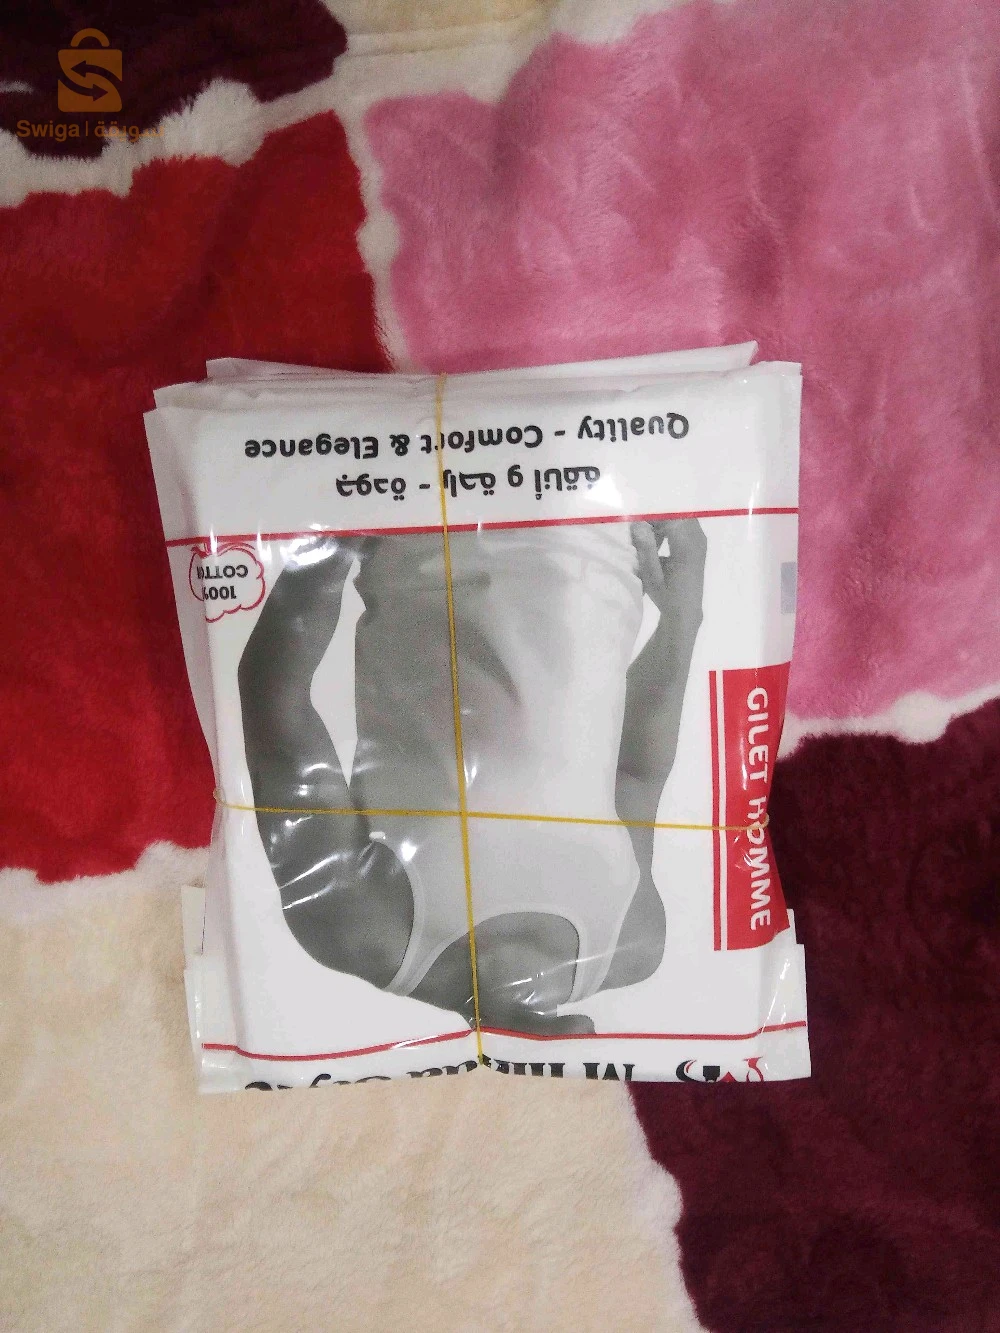 Swiga | سويقة
Quality - Comfort & Elegance
جودة - راحة و أناقة
100%
COTTON
GILET HOMME